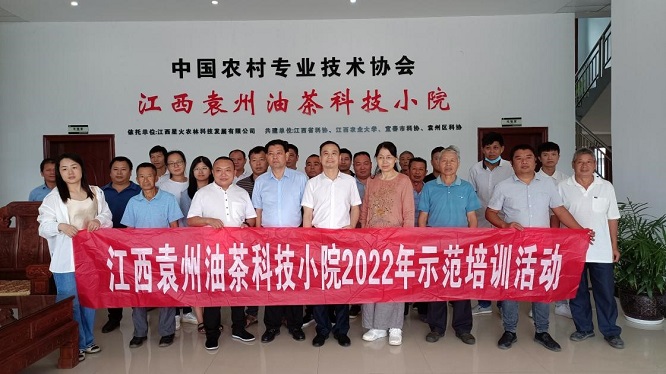 中国农村专业技术协会
江西袁州油茶科技小院
依托单位:江西星火农林科技发展有限公司 共建单位:江西省科协、江西农业大学、宜春市科协、袁州区科协
江西袁州油茶科技小院2022年示范培训活动